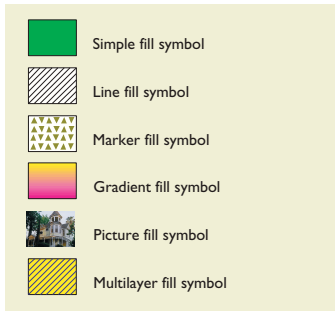 Simple fill symbol
Line fill symbol
Marker fill symbol
Gradient fill symbol
Picture fill symbol
Multilayer fill symbol